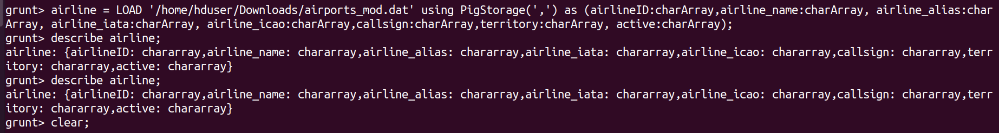 grunt> airline = LOAD '/home/hduser/Downloads/airports_mod.dat' using PigStorage(',') as (airlineID:charArray,airline_name:charArray, airline_alias:char
Array, airline_iata:charArray, airline_icao:charArray,callsign:charArray,territory:charArray, active:charArray);
grunt> describe airline;
airline: {airlineID: chararray,airline_name: chararray,airline_alias: chararray,airline_iata: chararray,airline_icao: chararray,callsign: chararray,terr
itory: chararray,active: chararray}
grunt> describe airline;
airline: {airlineID: chararray,airline_name: chararray,airline_alias: chararray,airline_iata: chararray,airline_icao: chararray,callsign: chararray,terr
itory: chararray,active: chararray}
grunt> clear;